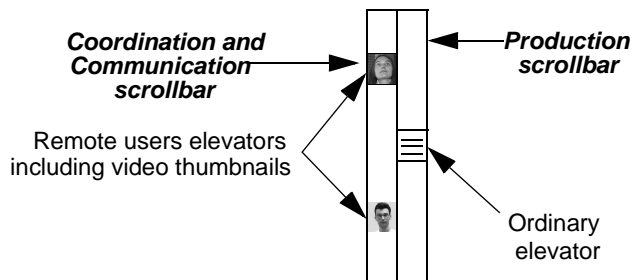 Coordination and
Communication
scrollbar
Production
scrollbar
Remote users elevators
including video thumbnails
Ordinary
elevator